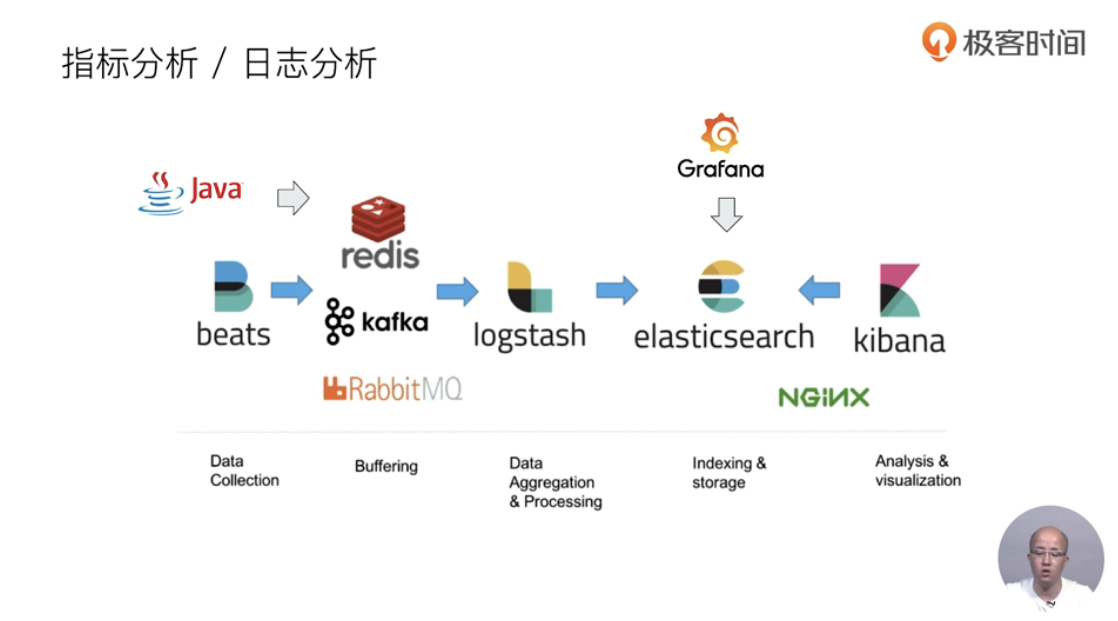 指标分析 / 日志分析
极客时间
Grafana
Java
redis
beats
kafka
logstash
elasticsearch
kibana
RabbitMQ
NGINX
Data
Collection
Buffering
Data
Aggregation
& Processing
Indexing &
storage
Analysis &
visualization